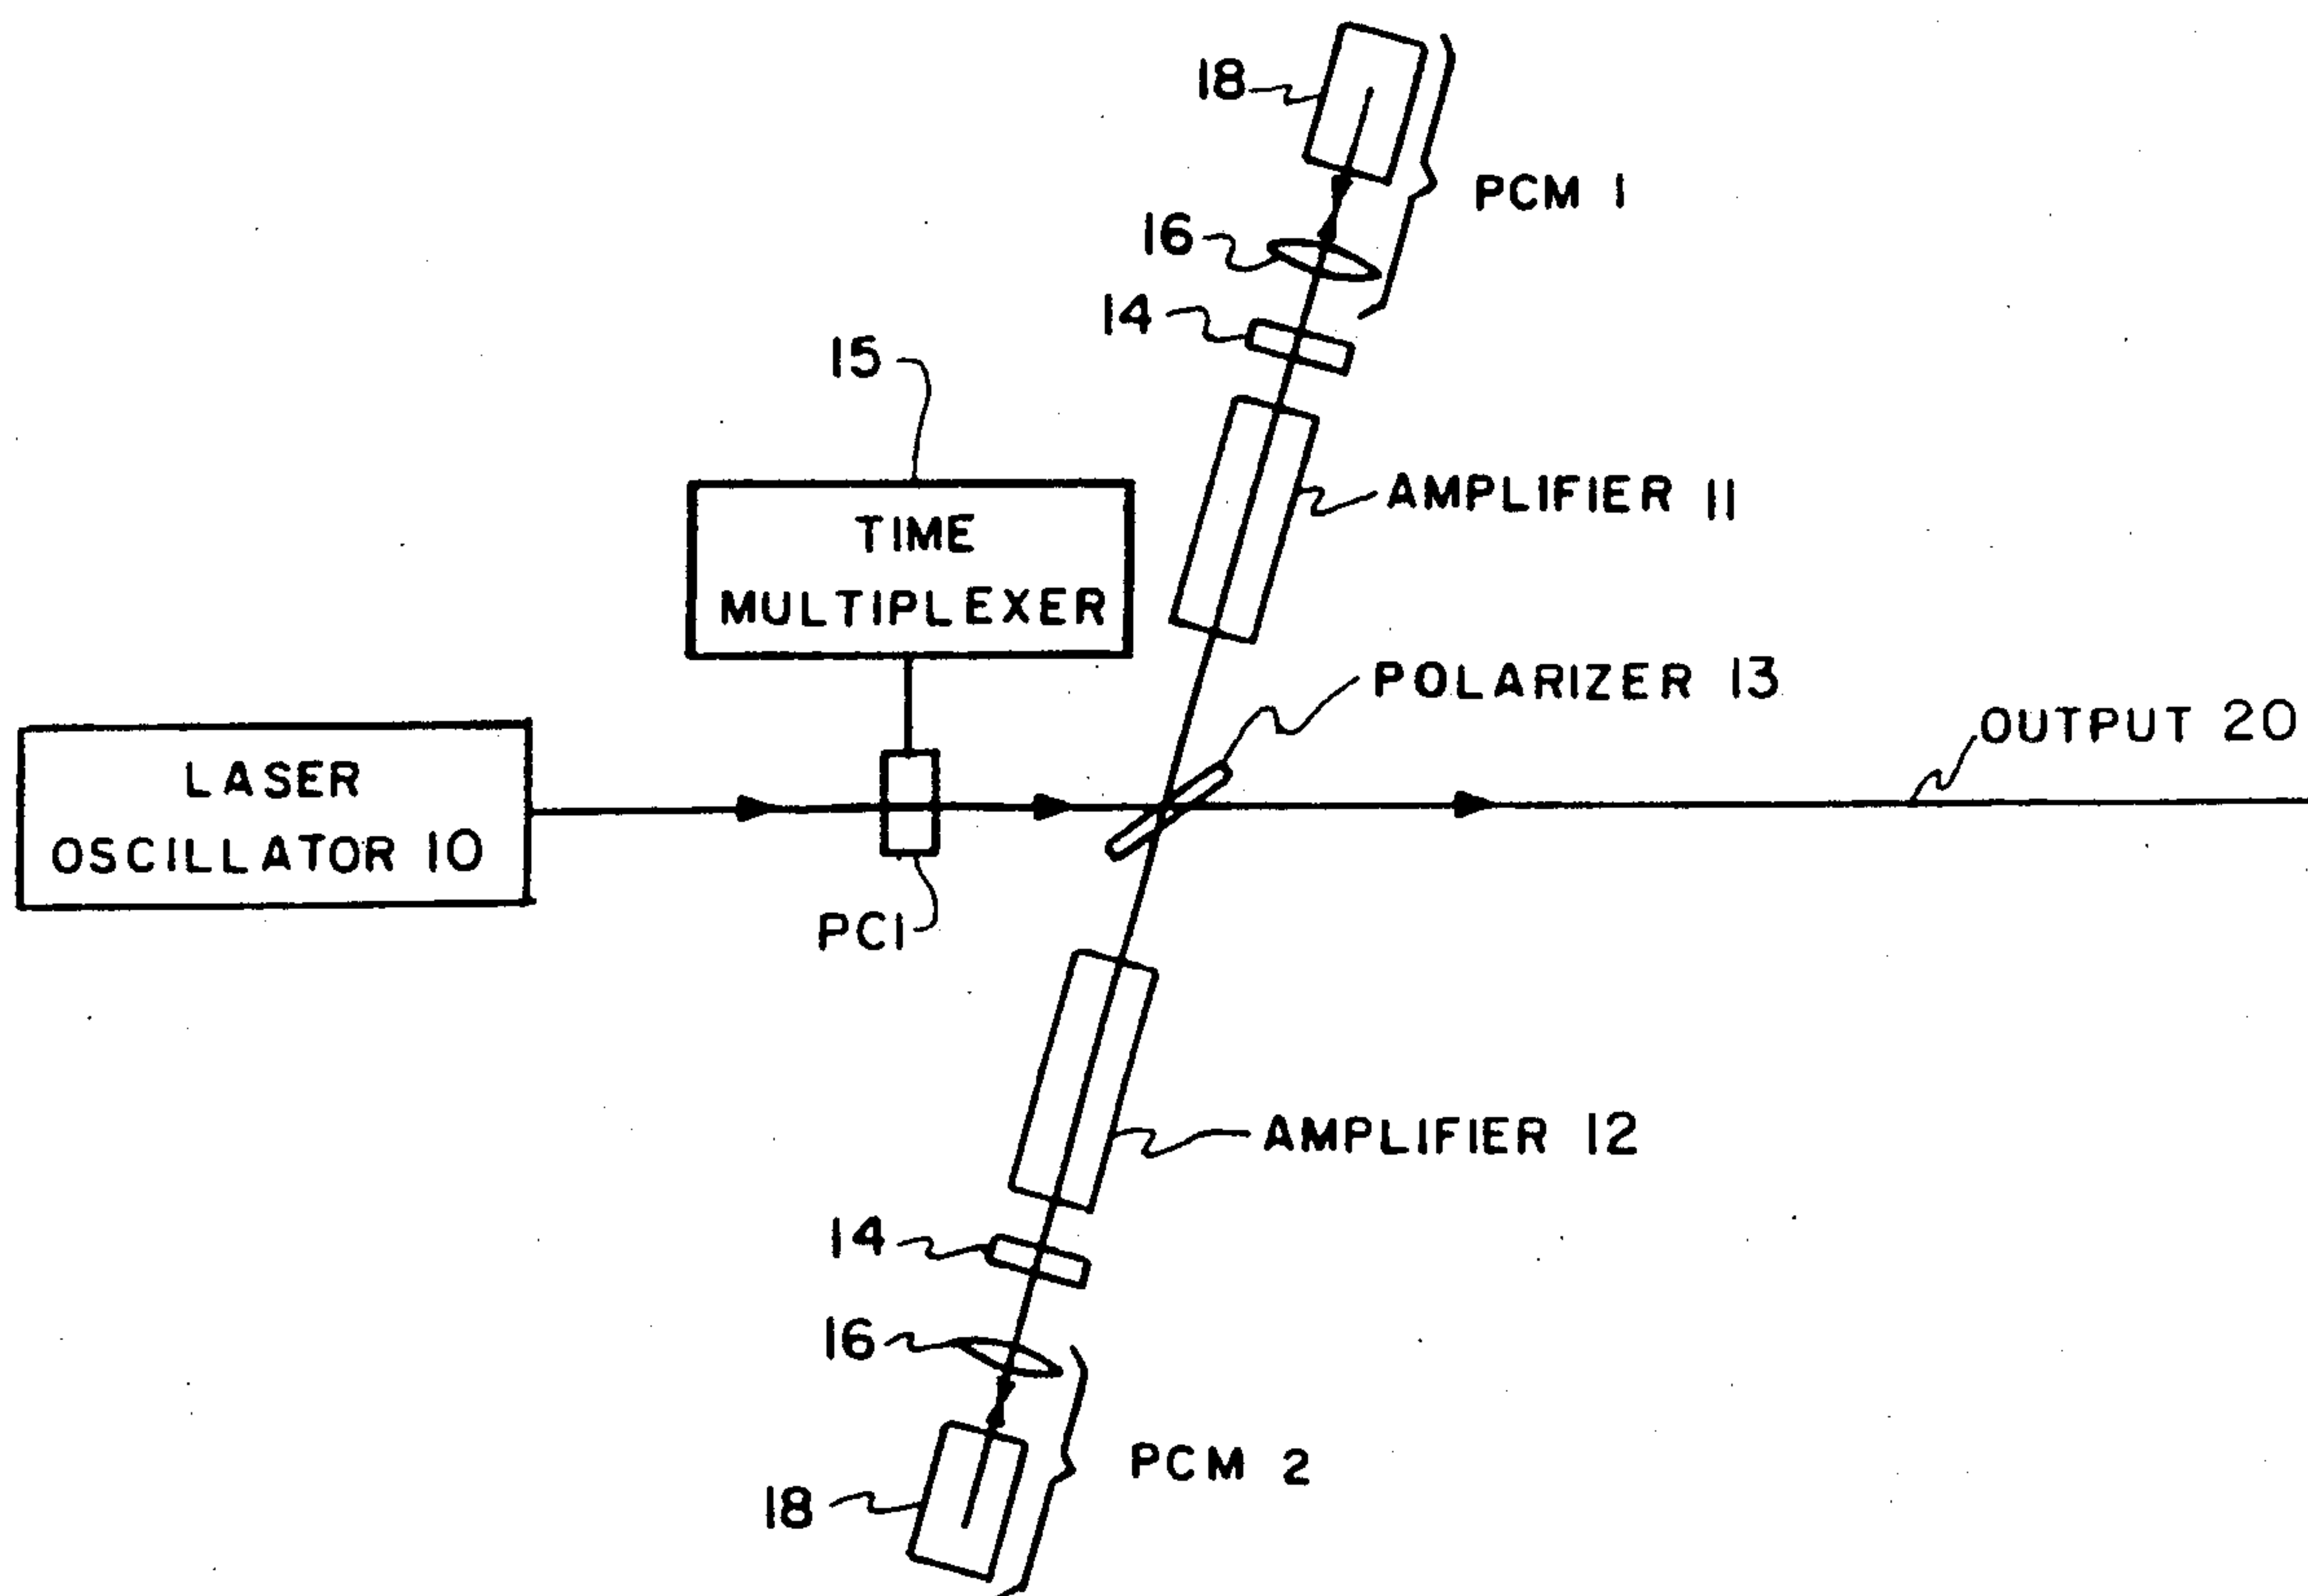 18
PCM 1
16
14
15
AMPLIFIER 11
TIME
MULTIPLEXER
POLARIZER 13
OUTPUT 20
LASER
OSCILLATOR 10
PC1
AMPLIFIER 12
14
16
PCM 2
18